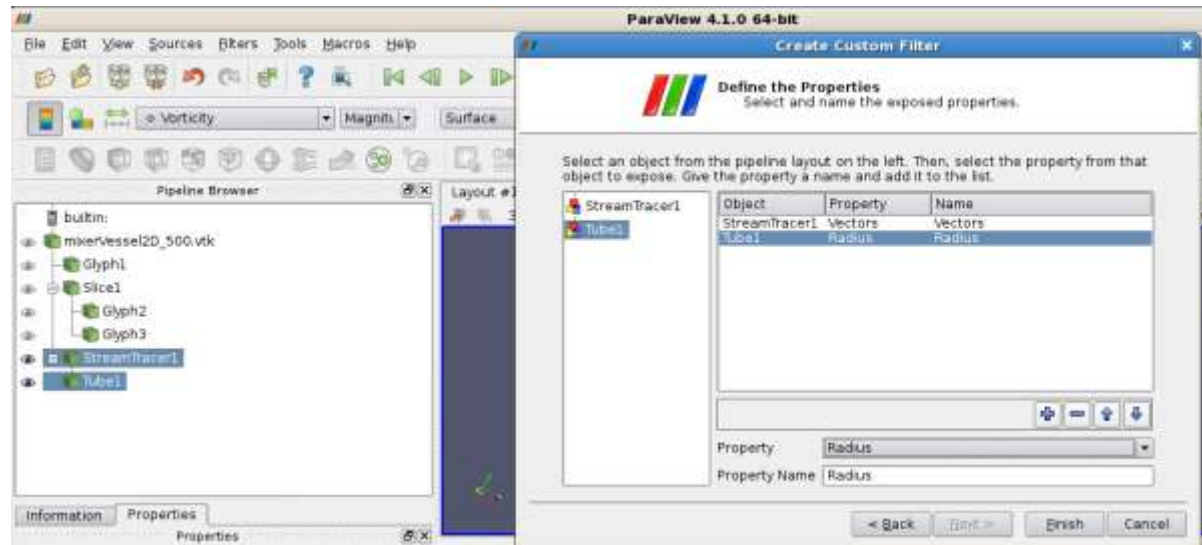 ParaView 4.1.0 64-bit
File Edit View Sources Filters Tools Macros Help
Vorticity Magnitu Surface
Pipeline Browser
Layout #1
builtin:
mixerVessel2D_500.vtk
Glyph1
Slice1
Glyph2
Glyph3
StreamTracer1
Tube1
Information Properties
Properties
Create Custom Filter
Define the Properties
Select and name the exposed properties.
Select an object from the pipeline layout on the left. Then, select the property from that
object to expose. Give the property a name and add it to the list.
StreamTracer1
Tube1
Object Property Name
StreamTracer1 Vectors Vectors
Tube1 Radius Radius
Property Radius
Property Name Radius
< Back Next > Finish Cancel